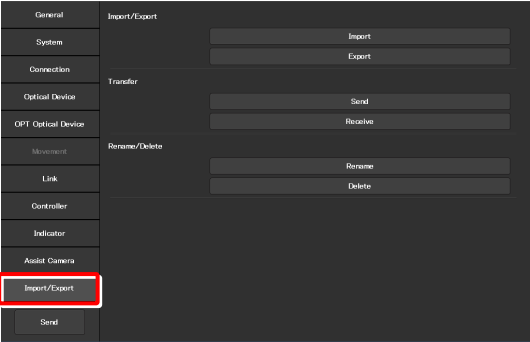 General
System
Connection
Optical Device
OPT Optical Device
Movement
Link
Controller
Indicator
Assist Camera
Import/Export
Send
Import/Export
Import
Export
Transfer
Send
Receive
Rename/Delete
Rename
Delete